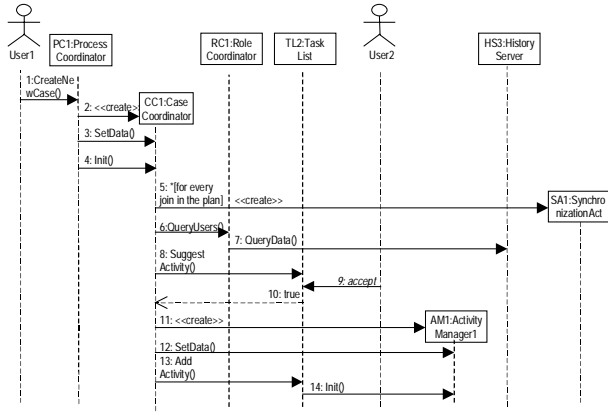 User1
PC1:Process
Coordinator
RC1:Role
Coordinator
TL2:Task
List
User2
HS3:History
Server
1:CreateNe
wCase()
2: <<create>
CC1:Case
Coordinator
3: SetData()
4: Init()
5: *[for every
join in the plan]
<<create>>
SA1:Synchro
nizationAct
6:QueryUsers()
7: QueryData()
8: Suggest
Activity()
9: accept
10: true
11: <<create>>
AM1:Activity
Manager1
12: SetData()
13: Add
Activity()
14: Init()